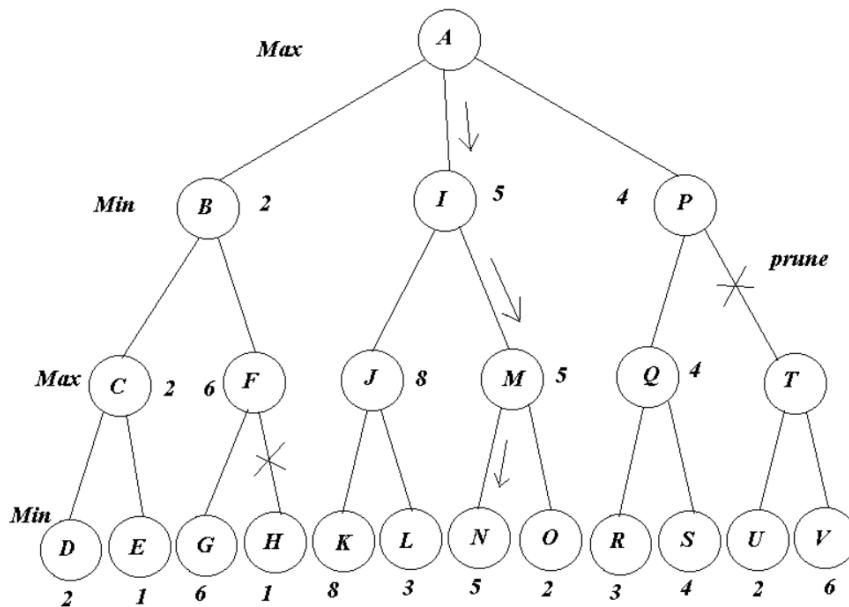 A
Max
Min B 2 I 5 4 P
prune
Max C 2 6 F J 8 M 5 Q 4 T
Min D E G H K L N O R S U V
2 1 6 1 8 3 5 2 3 4 2 6